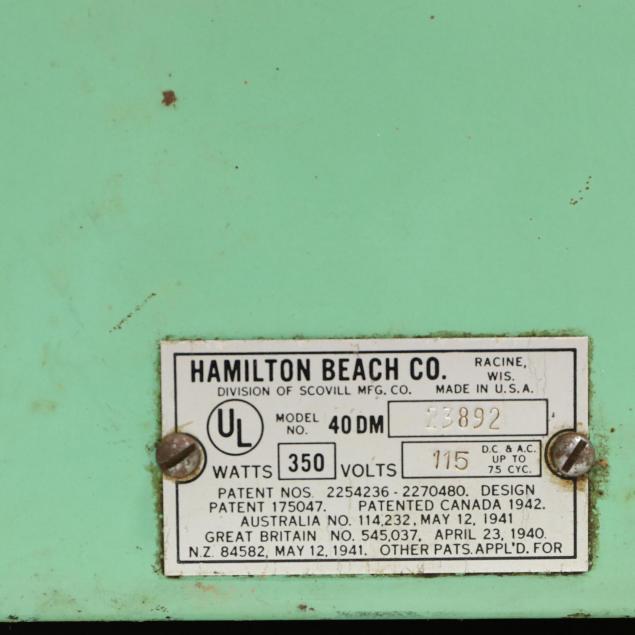 HAMILTON BEACH CO. RACINE, WIS.
DIVISION OF SCOVILL MFG. CO. MADE IN U.S.A.
UL MODEL NO. 40 DM 23892
WATTS 350 VOLTS 115 D.C. & A.C. UP TO 75 CYC.
PATENT NOS. 2254236 - 2270480. DESIGN
PATENT 175047. PATENTED CANADA 1942.
AUSTRALIA NO. 114,232, MAY 12, 1941
GREAT BRITAIN NO. 545,037, APRIL 23, 1940.
N.Z. 84582, MAY 12, 1941. OTHER PATS. APPL'D. FOR